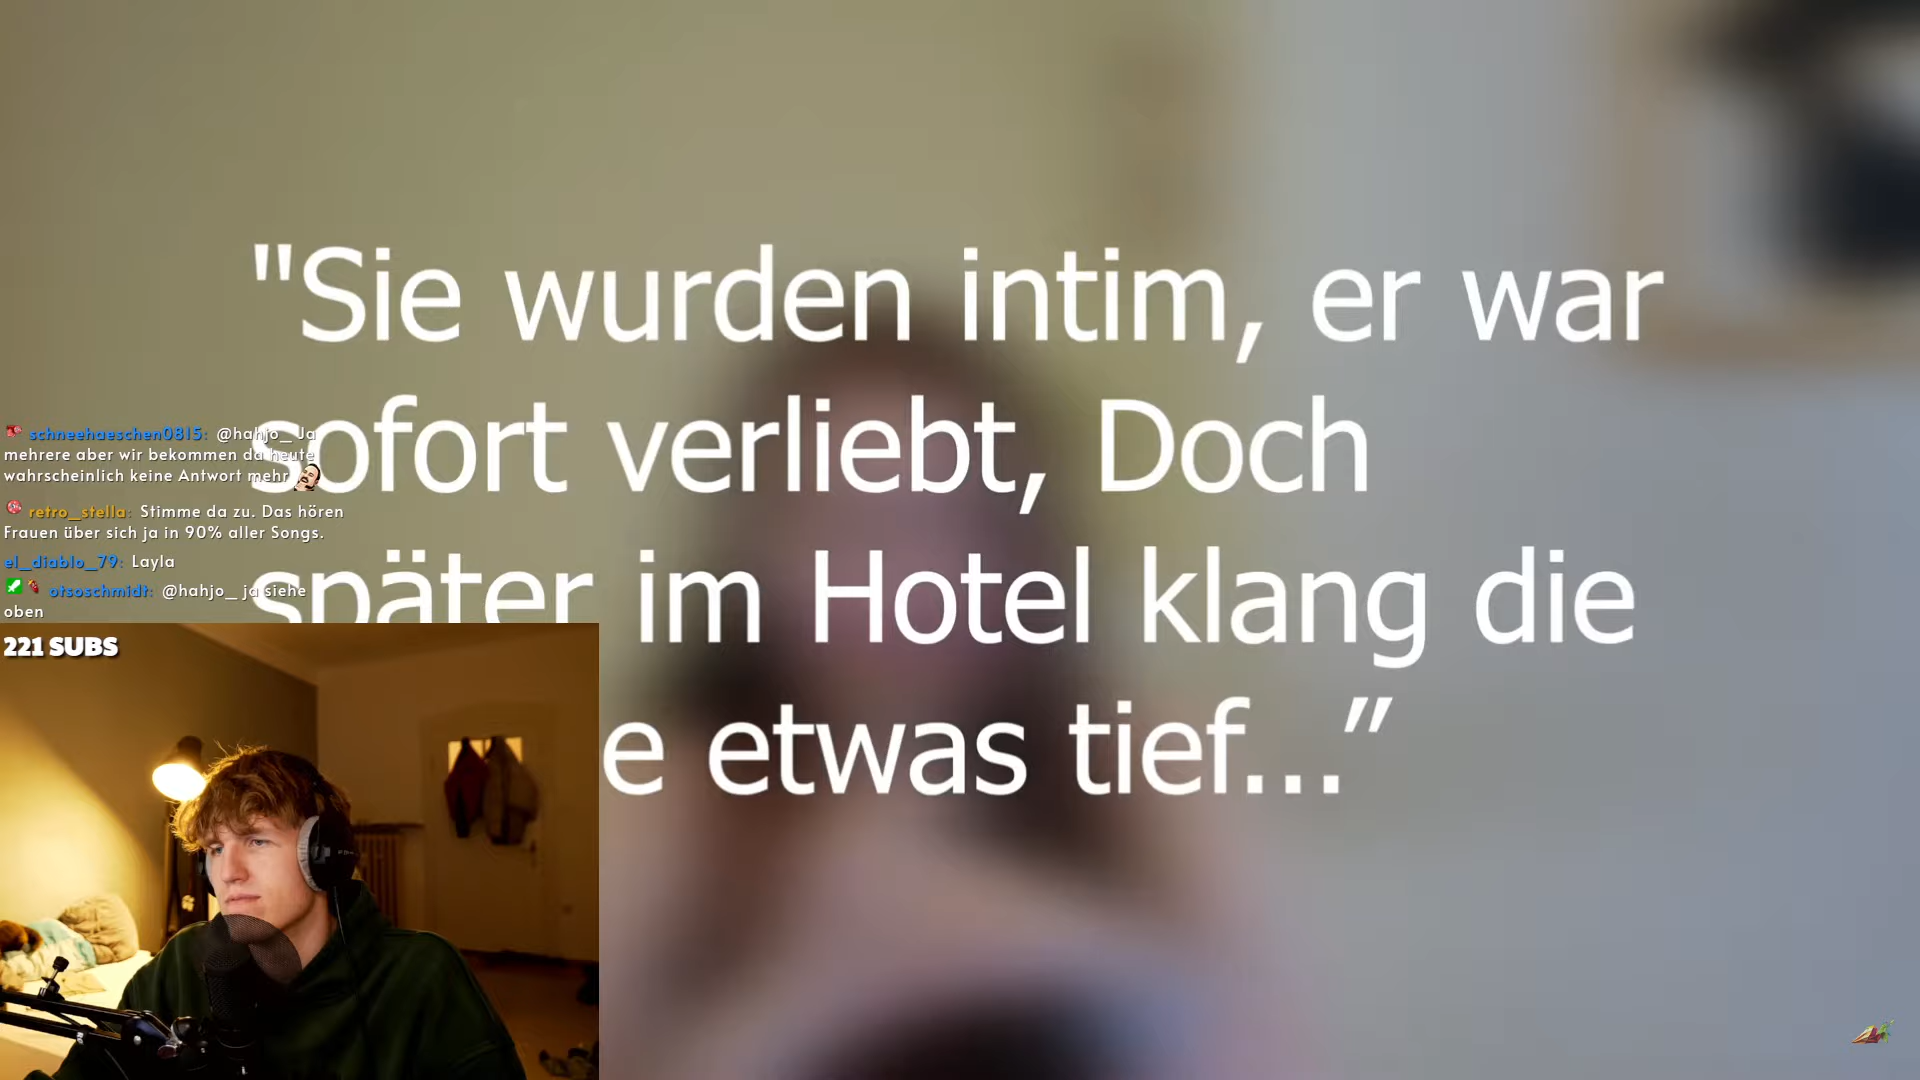 "Sie wurden intim, er war
sofort verliebt, Doch
später im Hotel klang die
e etwas tief...”
schneehaeschen0815: @hahjo_ Ja
mehrere aber wir bekommen da heute
wahrscheinlich keine Antwort mehr
retro_stella: Stimme da zu. Das hören
Frauen über sich ja in 90% aller Songs.
el_diablo_79: Layla
otsoschmidt: @hahjo_ ja siehe
oben
221 SUBS